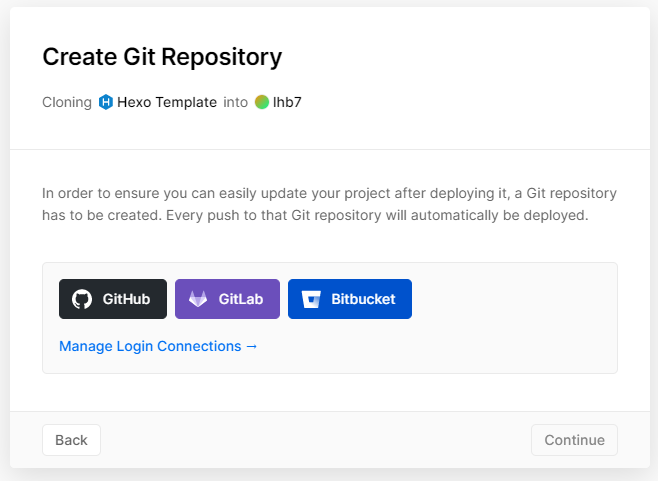 Create Git Repository
Cloning Hexo Template into lhb7
In order to ensure you can easily update your project after deploying it, a Git repository
has to be created. Every push to that Git repository will automatically be deployed.
GitHub GitLab Bitbucket
Manage Login Connections →
Back Continue